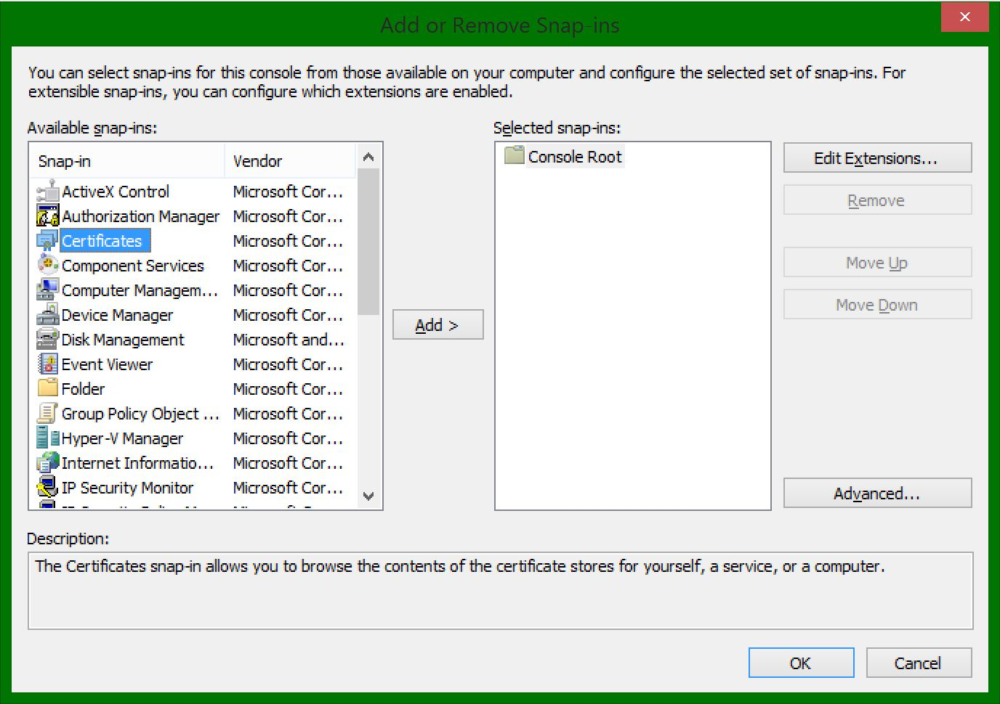 Add or Remove Snap-ins
You can select snap-ins for this console from those available on your computer and configure the selected set of snap-ins. For
extensible snap-ins, you can configure which extensions are enabled.
Available snap-ins:
Snap-in Vendor
ActiveX Control Microsoft Cor...
Authorization Manager Microsoft Cor...
Certificates Microsoft Cor...
Component Services Microsoft Cor...
Computer Managem... Microsoft Cor...
Device Manager Microsoft Cor...
Disk Management Microsoft and...
Event Viewer Microsoft Cor...
Folder Microsoft Cor...
Group Policy Object ... Microsoft Cor...
Hyper-V Manager Microsoft Cor...
Internet Informatio... Microsoft Cor...
IP Security Monitor Microsoft Cor...
Add >
Selected snap-ins:
Console Root
Edit Extensions...
Remove
Move Up
Move Down
Advanced...
Description:
The Certificates snap-in allows you to browse the contents of the certificate stores for yourself, a service, or a computer.
OK
Cancel